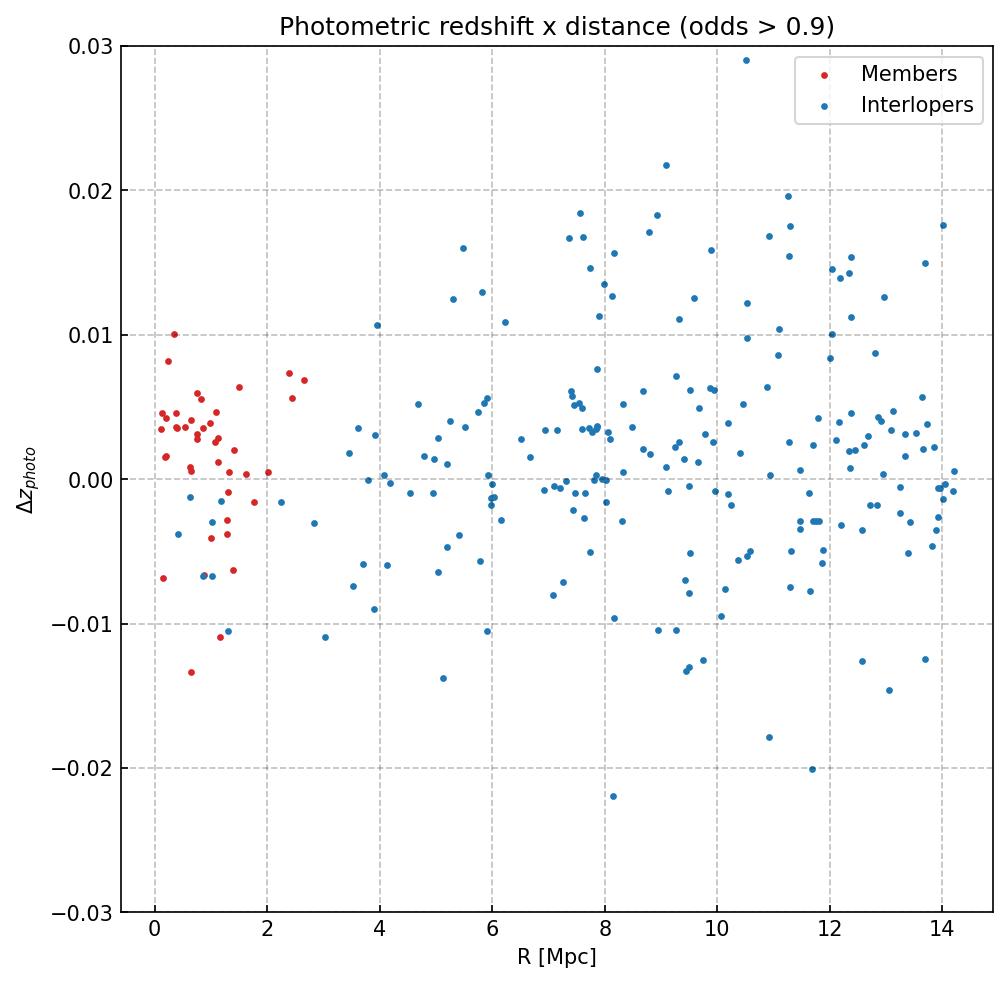 Photometric redshift x distance (odds > 0.9)
Members
Interlopers
0.03
0.02
0.01
0.00
−0.01
−0.02
−0.03
Δz_photo
0 2 4 6 8 10 12 14
R [Mpc]